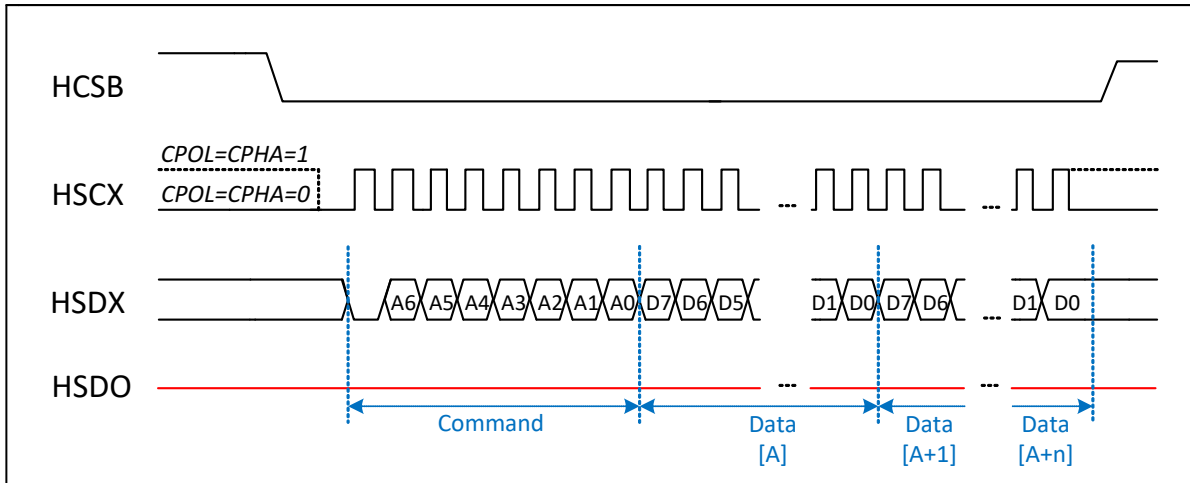 HCSB
CPOL=CPHA=1
HSCX
CPOL=CPHA=0
... ...
HSDX
A6 A5 A4 A3 A2 A1 A0 D7 D6 D5 ... D1 D0 D7 D6 ... D1 D0
HSDO
... ...
Command
Data
[A]
Data
[A+1]
Data
[A+n]